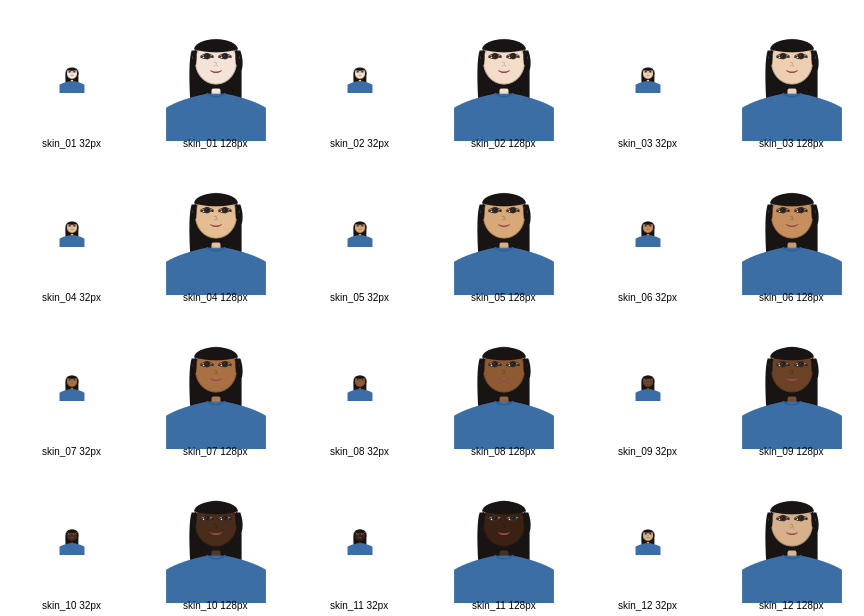 skin_01 32px skin_01 128px skin_02 32px skin_02 128px skin_03 32px skin_03 128px
skin_04 32px skin_04 128px skin_05 32px skin_05 128px skin_06 32px skin_06 128px
skin_07 32px skin_07 128px skin_08 32px skin_08 128px skin_09 32px skin_09 128px
skin_10 32px skin_10 128px skin_11 32px skin_11 128px skin_12 32px skin_12 128px